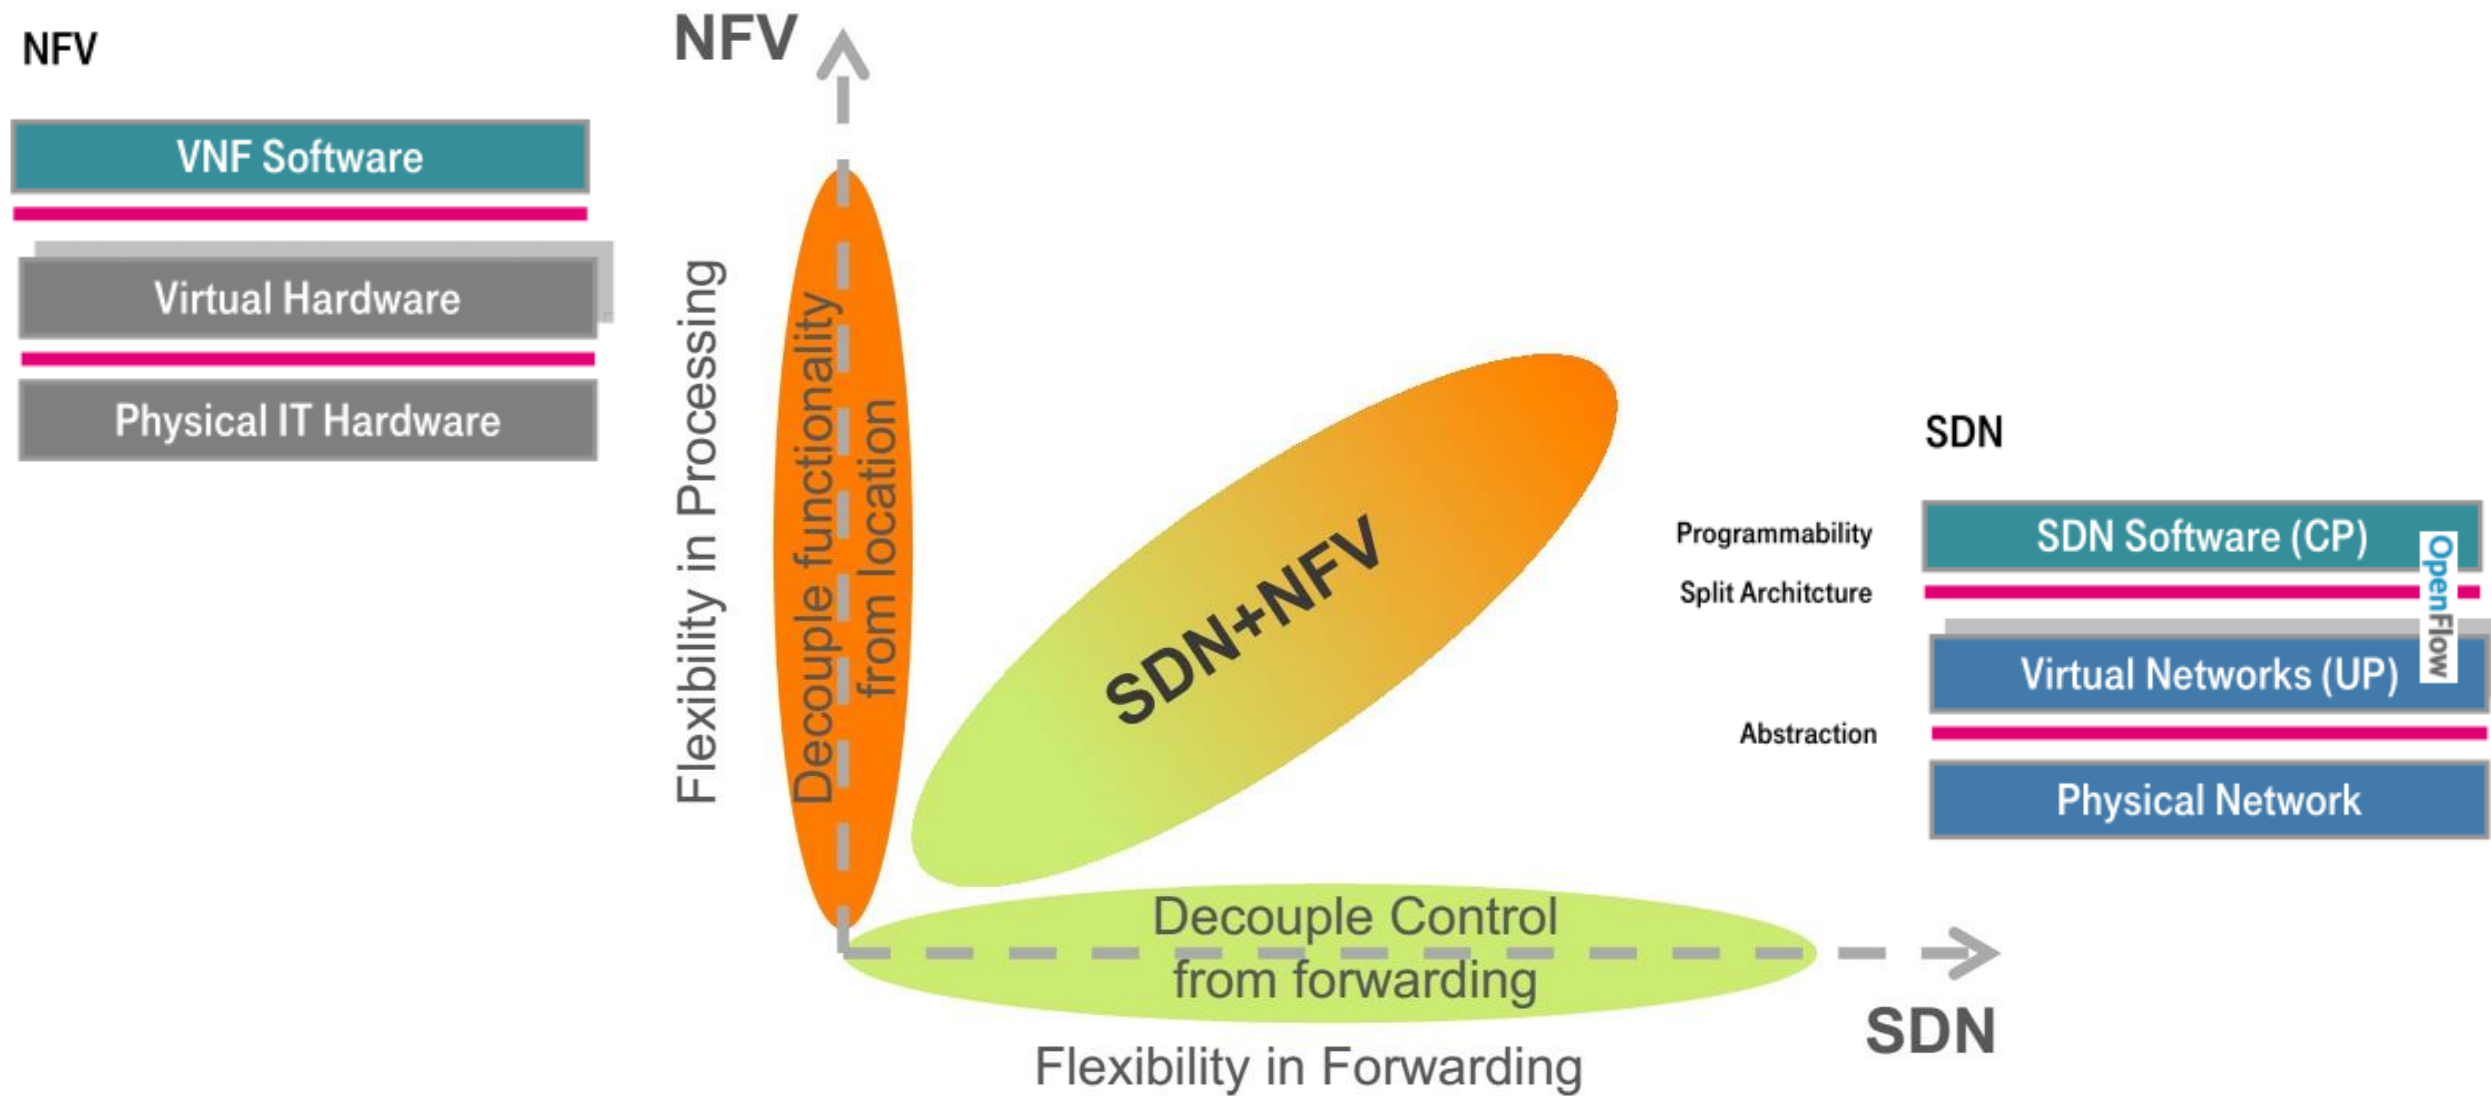 NFV
VNF Software
Virtual Hardware
Physical IT Hardware
NFV
Flexibility in Processing
Decouple functionality
from location
SDN+NFV
Decouple Control
from forwarding
Flexibility in Forwarding
SDN
SDN
Programmability
SDN Software (CP)
Split Architcture
OpenFlow
Virtual Networks (UP)
Abstraction
Physical Network